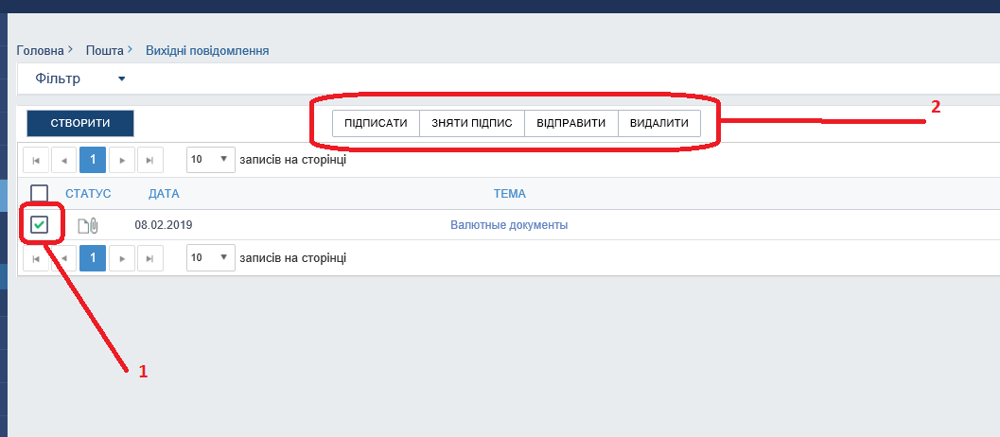 Головна > Пошта > Вихідні повідомлення
Фільтр
2
СТВОРИТИ ПІДПИСАТИ ЗНЯТИ ПІДПИС ВІДПРАВИТИ ВИДАЛИТИ
1 10 записів на сторінці
СТАТУС ДАТА ТЕМА
08.02.2019 Валютные документы
1 10 записів на сторінці
1